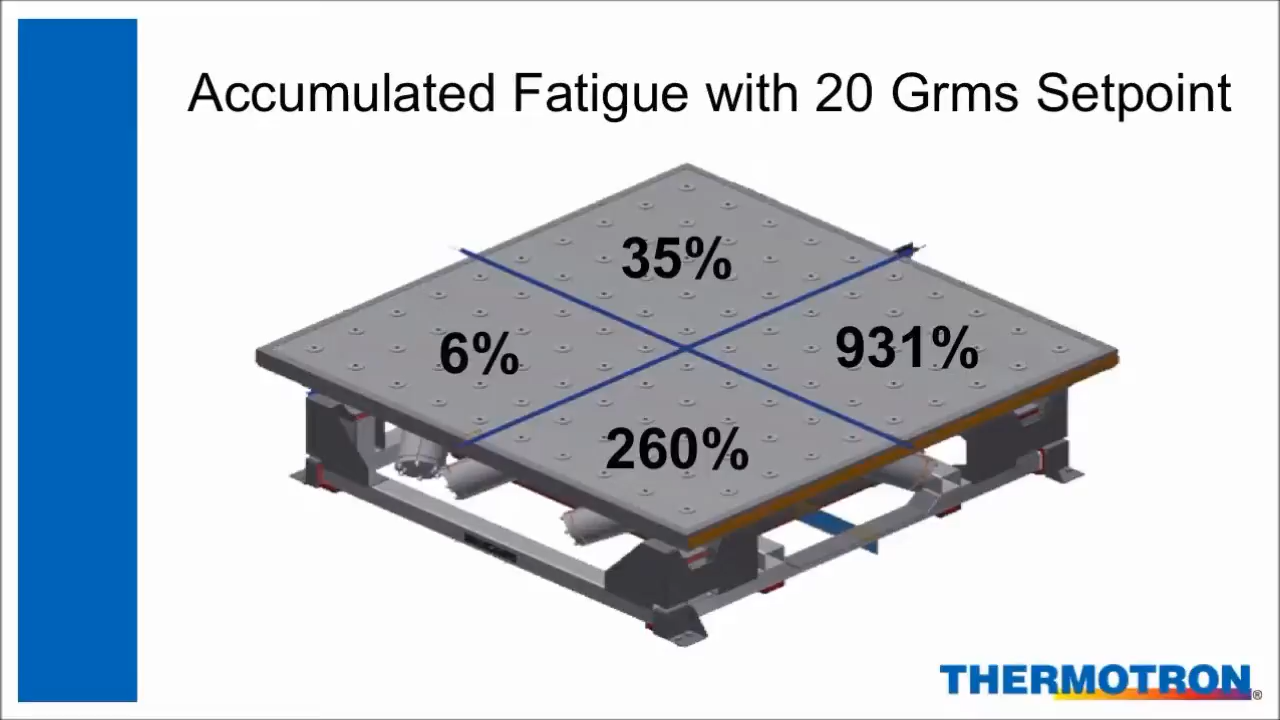 Accumulated Fatigue with 20 Grms Setpoint
35%
6%
931%
260%
THERMOTRON®